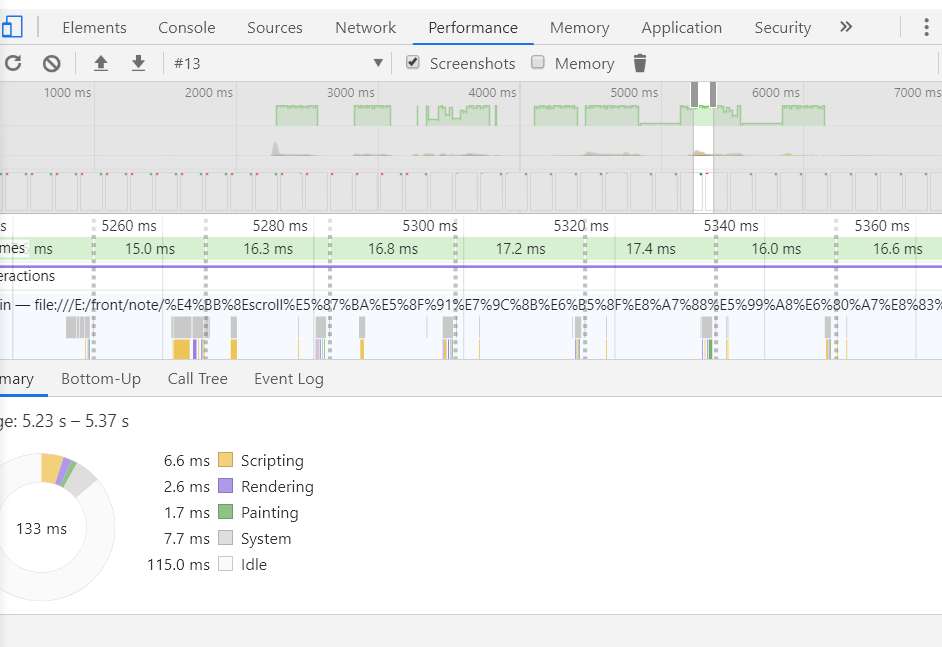 Elements Console Sources Network Performance Memory Application Security »
#13 ▼ Screenshots Memory
1000 ms 2000 ms 3000 ms 4000 ms 5000 ms 6000 ms 7000 ms
s 5260 ms 5280 ms 5300 ms 5320 ms 5340 ms 5360 ms
mes ms 15.0 ms 16.3 ms 16.8 ms 17.2 ms 17.4 ms 16.0 ms 16.6 ms
eractions
in — file:///E:/front/note/%E4%BB%8Escroll%E5%87%BA%E5%8F%91%E7%9C%8B%E6%B5%8F%E8%A7%88%E5%99%A8%E6%80%A7%E8%83%
mary Bottom-Up Call Tree Event Log
ge: 5.23 s – 5.37 s
6.6 ms Scripting
2.6 ms Rendering
133 ms
1.7 ms Painting
7.7 ms System
115.0 ms Idle